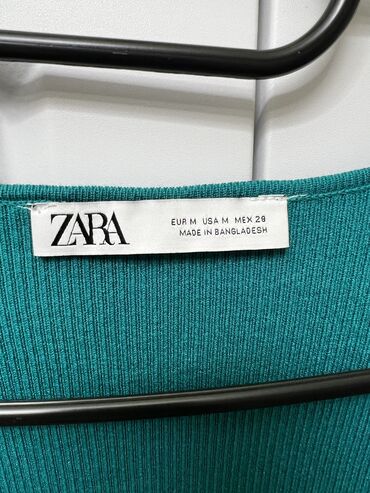 ZARA
EUR M USA M MEX 28
MADE IN BANGLADESH